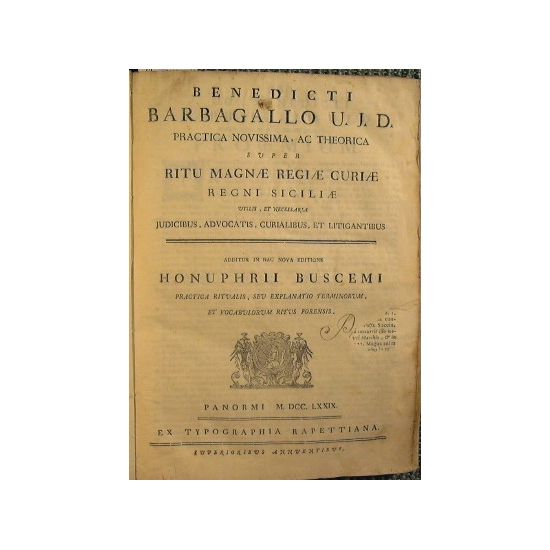 BENEDICTI
BARBAGALLO U. J. D.
PRACTICA NOVISSIMA, AC THEORICA
SUPER
RITU MAGNÆ REGIÆ CURIÆ
REGNI SICILIÆ
UTILIS, ET NECESSARIA
JUDICIBUS, ADVOCATIS, CURIALIBUS, ET LITIGANTIBUS
ADDITUR IN HAC NOVA EDITIONE
HONUPHRII BUSCEMI
PRACTICA RITUALIS, SEU EXPLANATIO TERMINORUM,
ET VOCABULORUM RITUS FORENSIS.
PANORMI M. DCC. LXXIX.
EX TYPOGRAPHIA RAPETTIANA.
SUPERIORIBUS ANNUENTIBUS.